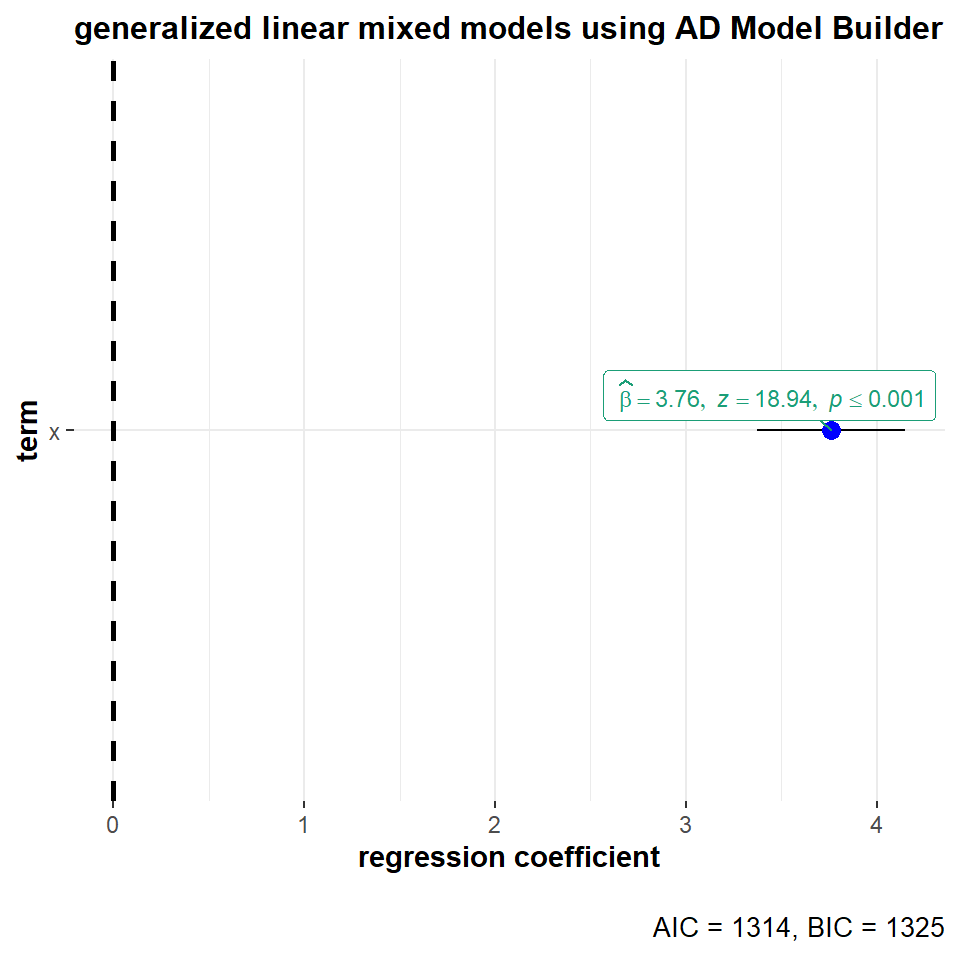 generalized linear mixed models using AD Model Builder
β̂ = 3.76, z = 18.94, p ≤ 0.001
term
x
0 1 2 3 4
regression coefficient
AIC = 1314, BIC = 1325